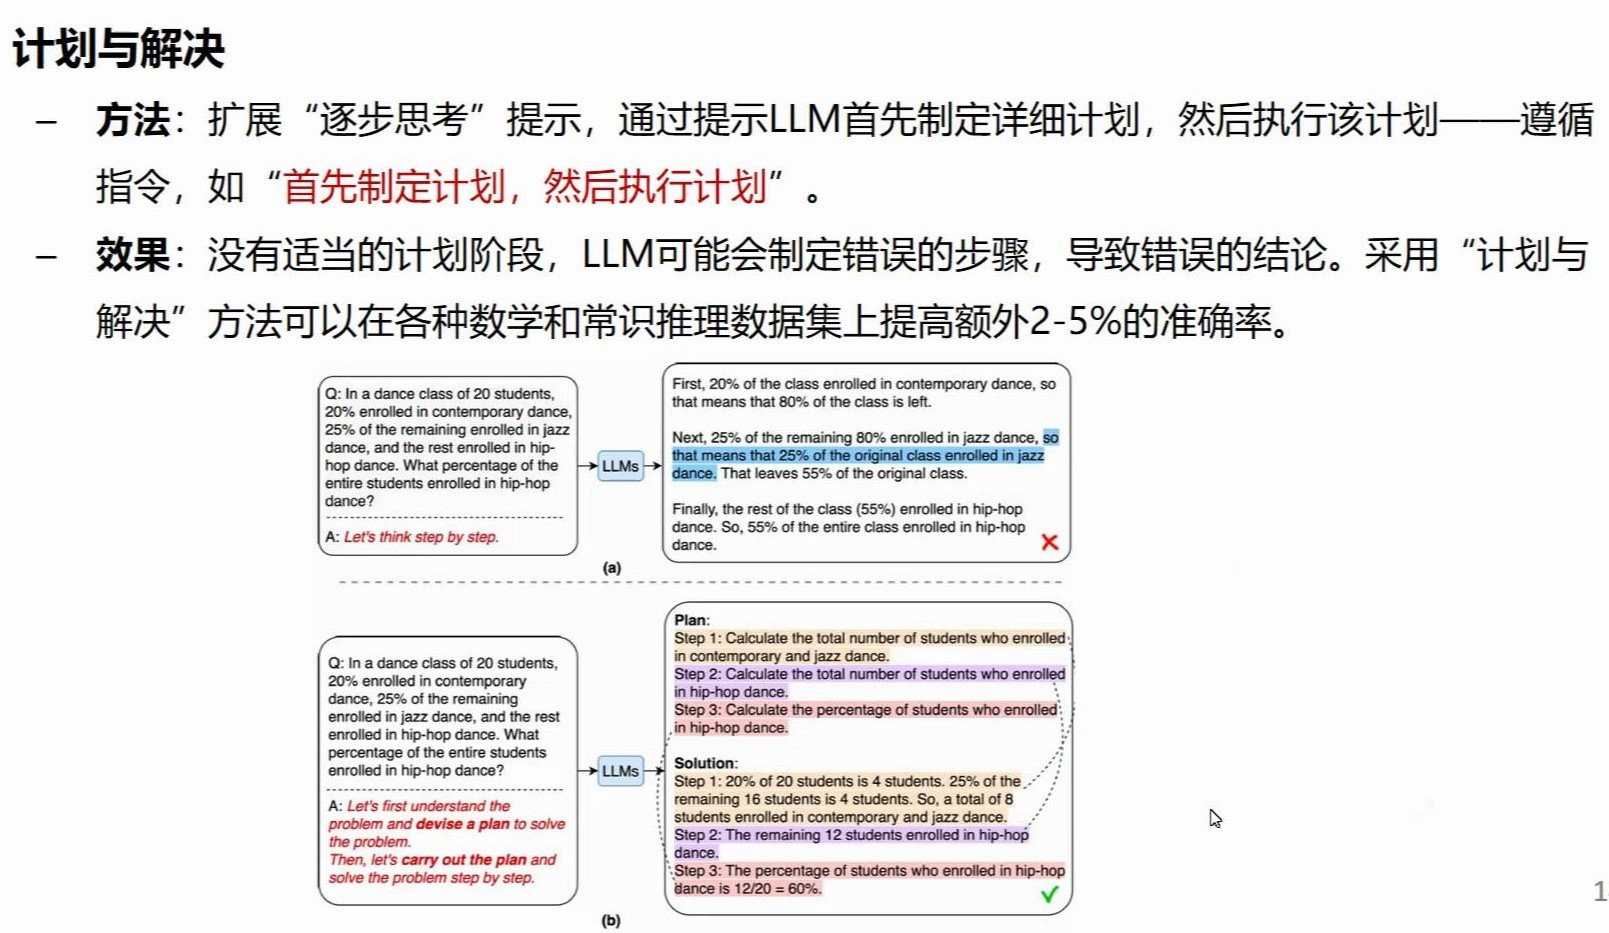 计划与解决
– 方法：扩展“逐步思考”提示，通过提示LLM首先制定详细计划，然后执行该计划——遵循
指令，如“首先制定计划，然后执行计划”。
– 效果：没有适当的计划阶段，LLM可能会制定错误的步骤，导致错误的结论。采用“计划与
解决”方法可以在各种数学和常识推理数据集上提高额外2-5%的准确率。
Q: In a dance class of 20 students,
20% enrolled in contemporary dance,
25% of the remaining enrolled in jazz
dance, and the rest enrolled in hip-
hop dance. What percentage of the
entire students enrolled in hip-hop
dance?
A: Let's think step by step.
LLMs
First, 20% of the class enrolled in contemporary dance, so
that means that 80% of the class is left.
Next, 25% of the remaining 80% enrolled in jazz dance, so
that means that 25% of the original class enrolled in jazz
dance. That leaves 55% of the original class.
Finally, the rest of the class (55%) enrolled in hip-hop
dance. So, 55% of the entire class enrolled in hip-hop
dance.
(a)
Q: In a dance class of 20 students,
20% enrolled in contemporary
dance, 25% of the remaining
enrolled in jazz dance, and the rest
enrolled in hip-hop dance. What
percentage of the entire students
enrolled in hip-hop dance?
A: Let's first understand the
problem and devise a plan to solve
the problem.
Then, let's carry out the plan and
solve the problem step by step.
LLMs
Plan:
Step 1: Calculate the total number of students who enrolled
in contemporary and jazz dance.
Step 2: Calculate the total number of students who enrolled
in hip-hop dance.
Step 3: Calculate the percentage of students who enrolled
in hip-hop dance.
Solution:
Step 1: 20% of 20 students is 4 students. 25% of the
remaining 16 students is 4 students. So, a total of 8
students enrolled in contemporary and jazz dance.
Step 2: The remaining 12 students enrolled in hip-hop
dance.
Step 3: The percentage of students who enrolled in hip-hop
dance is 12/20 = 60%.
(b)